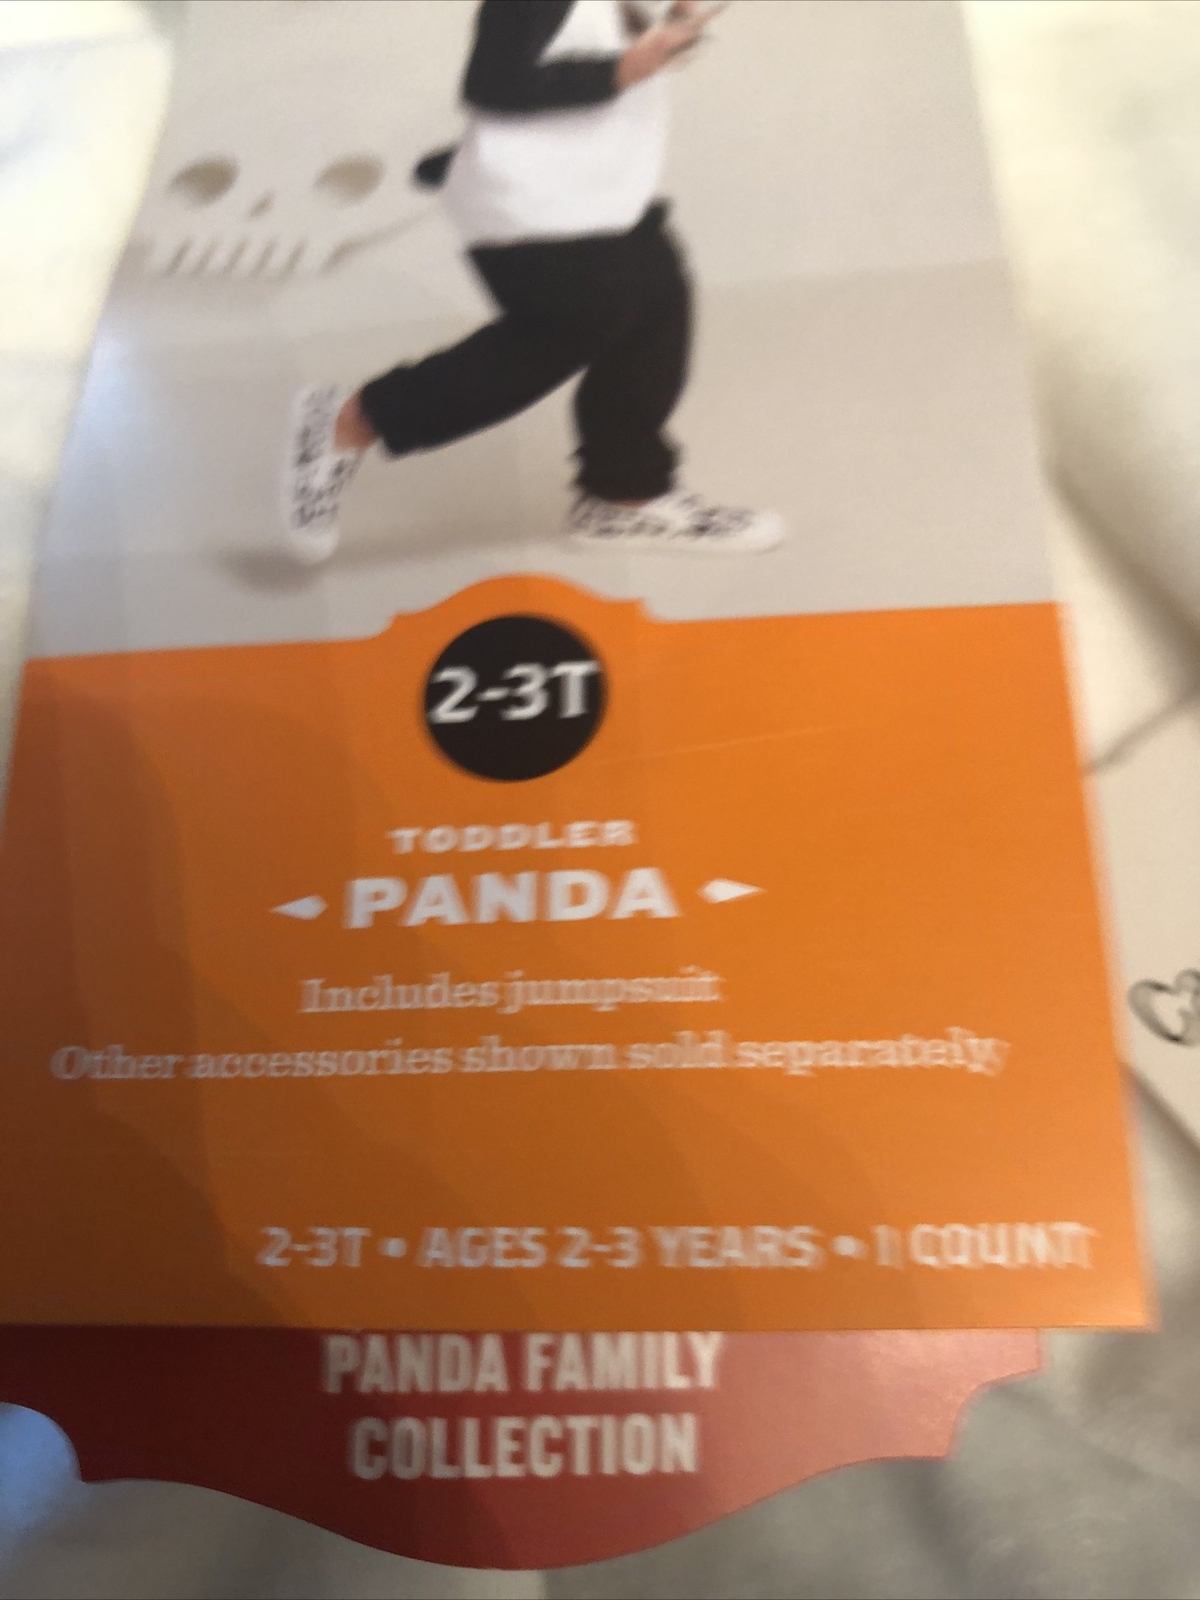 2-3T
TODDLER
PANDA
Includes jumpsuit
Other accessories shown sold separately
2-3T • AGES 2-3 YEARS • 1 COUNT
PANDA FAMILY
COLLECTION